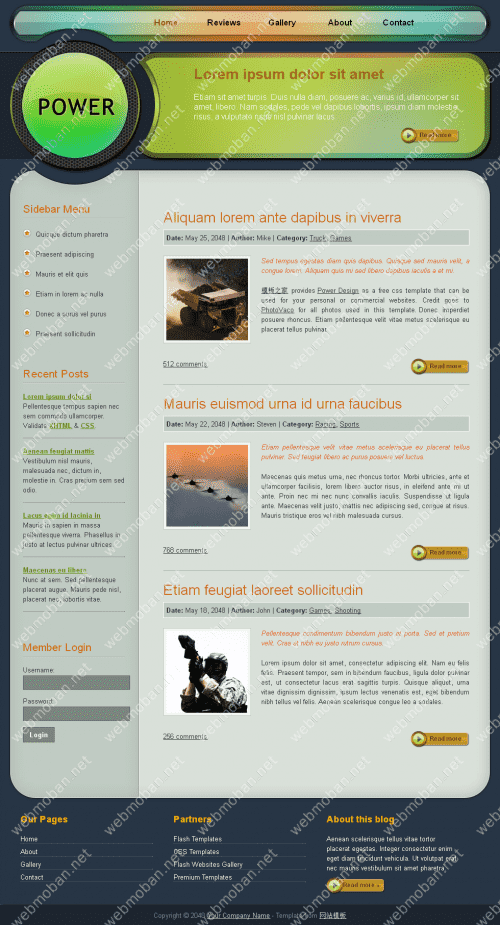 Home Reviews Gallery About Contact
POWER
Lorem ipsum dolor sit amet
Etiam sit amet turpis. Duis nulla diam, posuere ac, varius id, ullamcorper sit
amet, libero. Nam sodales, pede vel dapibus lobortis, ipsum diam molestie
risus, a vulputate risus nisl pulvinar lacus.
Read more
Sidebar Menu
Quisque dictum pharetra
Praesent adipiscing
Mauris et elit quis
Etiam in lorem ac nulla
Donec a purus vel purus
Praesent sollicitudin
Recent Posts
Lorem ipsum dolor sit
Pellentesque tempus sapien nec
sem commodo ullamcorper.
Validate XHTML & CSS.
Aenean feugiat mattis
Vestibulum nisl mauris,
malesuada nec, dictum in,
molestie in. Cras pretium sem sed
odio.
Lacus urna id lacinia in
Mauris in sapien in massa
pellentesque viverra. Phasellus in
justo at lectus pulvinar ultrices
Maecenas eu libero
Nunc at sem. Sed pellentesque
placerat augue. Mauris pede nisl,
placerat nec, lobortis vitae.
Member Login
Username:
Password:
Login
Aliquam lorem ante dapibus in viverra
Date: May 25, 2048 | Author: Mike | Category: Truck, Games
Sed tempus egestas diam quis dapibus. Quisque sed mauris velit, a
congue lorem. Aliquam quis mi sed libero dapibus iaculis a et mi.
模板之家 provides Power Design as a free css template that can be
used for your personal or commercial websites. Credit goes to
PhotoVaco for all photos used in this template. Donec imperdiet
posuere rhoncus. Etiam pellentesque velit vitae metus scelerisque eu
placerat tellus pulvinar.
512 comments
Read more
Mauris euismod urna id urna faucibus
Date: May 22, 2048 | Author: Steven | Category: Racing, Sports
Etiam pellentesque velit vitae metus scelerisque eu placerat tellus
pulvinar. Sed feugiat libero ac purus posuere vel luctus.
Maecenas quis metus urna, nec rhoncus tortor. Morbi ultricies, ante et
ullamcorper facilisis, lorem libero auctor risus, in eleifend ante mi ut
ante. Proin nec mi nec nunc convallis iaculis. Suspendisse ut ligula
ante. Maecenas velit justo, mattis nec adipiscing sed, congue at risus.
Mauris tristique eros vel nibh malesuada cursus.
768 comments
Read more
Etiam feugiat laoreet sollicitudin
Date: May 18, 2048 | Author: John | Category: Games, Shooting
Pellentesque condimentum bibendum justo in porta. Sed et pretium
velit. Cras ut nibh eu justo rutrum cursus.
Lorem ipsum dolor sit amet, consectetur adipiscing elit. Nam eu felis
felis. Praesent tempor, sem in bibendum faucibus, ligula dolor pulvinar
est, ut consectetur lacus erat sagittis turpis. Quisque aliquet, urna
vitae dignissim dignissim, ipsum lectus venenatis est, eget bibendum
nibh tellus vel felis. Aenean scelerisque congue leo a sodales.
256 comments
Read more
Our Pages
Home
About
Gallery
Contact
Partners
Flash Templates
CSS Templates
Flash Websites Gallery
Premium Templates
About this blog
Aenean scelerisque tellus vitae tortor
placerat egestas. Integer consectetur enim
eget diam tincidunt vehicula. Ut volutpat erat
nec mauris vestibulum sit amet pharetra
Read more
Copyright © 2048 Your Company Name - Template from 网站模板
webmoban.net